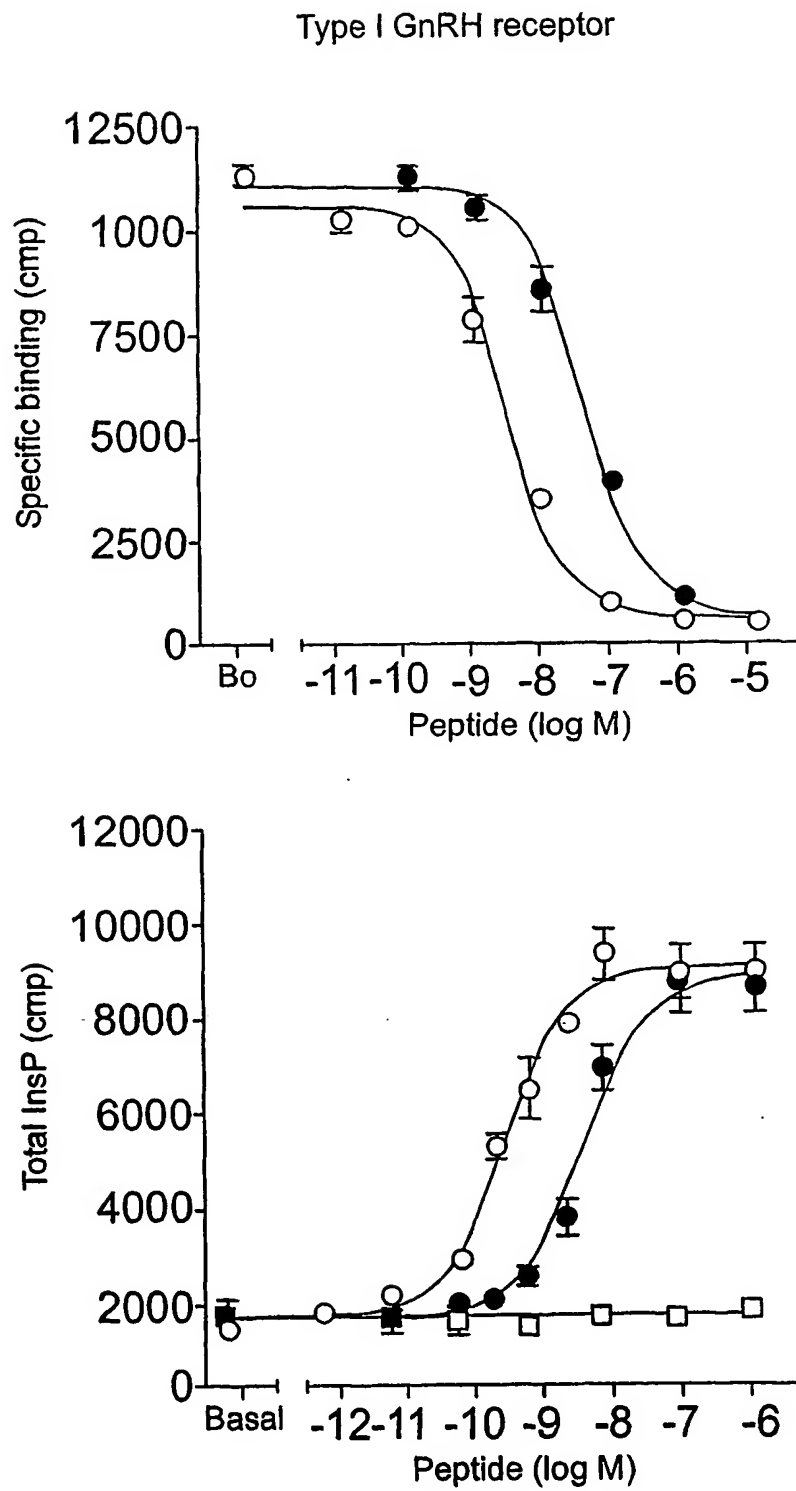 Type I GnRH receptor
12500
1000
7500
5000
2500
0
Specific binding (cmp)
Bo
-11 -10 -9 -8 -7 -6 -5
Peptide (log M)
12000
10000
8000
6000
4000
2000
0
Total InsP (cmp)
Basal
-12 -11 -10 -9 -8 -7 -6
Peptide (log M)